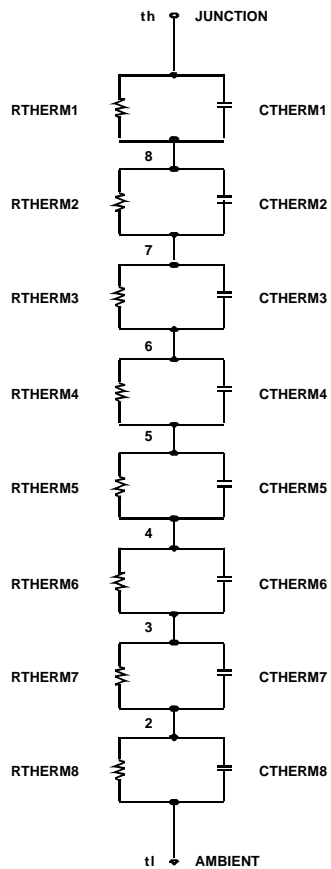 th JUNCTION
RTHERM1 CTHERM1
8
RTHERM2 CTHERM2
7
RTHERM3 CTHERM3
6
RTHERM4 CTHERM4
5
RTHERM5 CTHERM5
4
RTHERM6 CTHERM6
3
RTHERM7 CTHERM7
2
RTHERM8 CTHERM8
tl AMBIENT